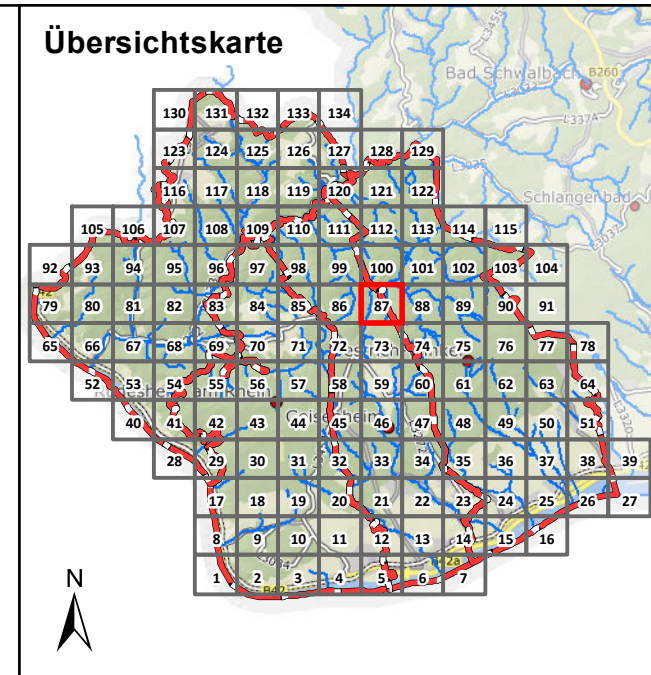 Übersichtskarte
Bad Schwalbach
B260
L3374
L3035
Schlangenbad
L3037
130 131 132 133 134
123 124 125 126 127 128 129
116 117 118 119 120 121 122
105 106 107 108 109 110 111 112 113 114 115
92 93 94 95 96 97 98 99 100 101 102 103 104
79 80 81 82 83 84 85 86 87 88 89 90 91
65 66 67 68 69 70 71 72 73 74 75 76 77 78
52 53 54 55 56 57 58 59 60 61 62 63 64
40 41 42 43 44 45 46 47 48 49 50 51
28 29 30 31 32 33 34 35 36 37 38 39
17 18 19 20 21 22 23 24 25 26 27
8 9 10 11 12 13 14 15 16
1 2 3 4 5 6 7
L3320
L3034
B42
B42a
N